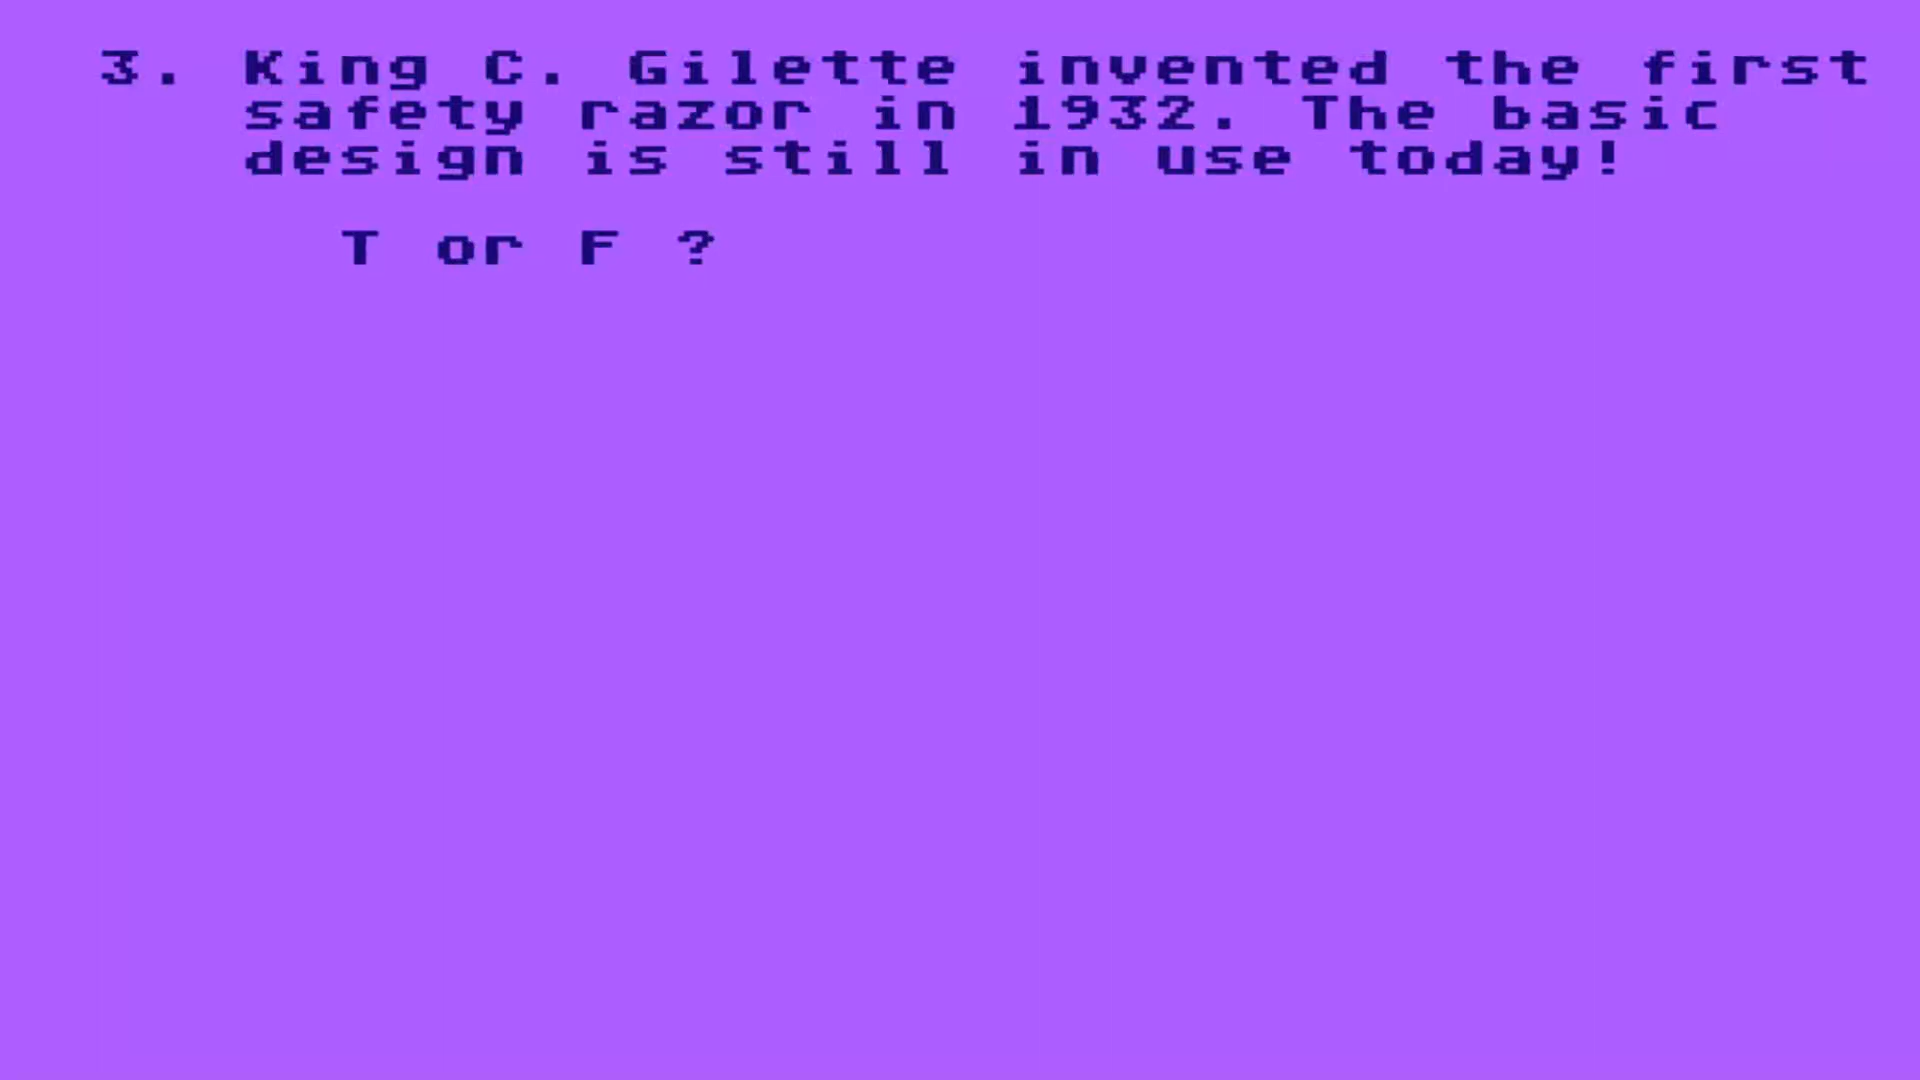 3. King C. Gilette invented the first
safety razor in 1932. The basic
design is still in use today!
T or F ?